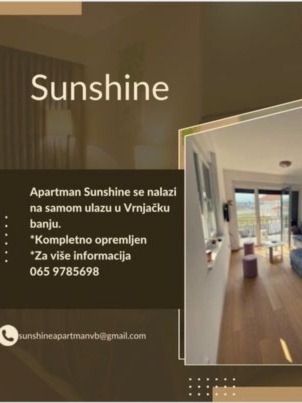 Sunshine
Apartman Sunshine se nalazi
na samom ulazu u Vrnjačku
banju.
*Kompletno opremljen
*Za više informacija
065 9785698
sunshineapartmanvb@gmail.com